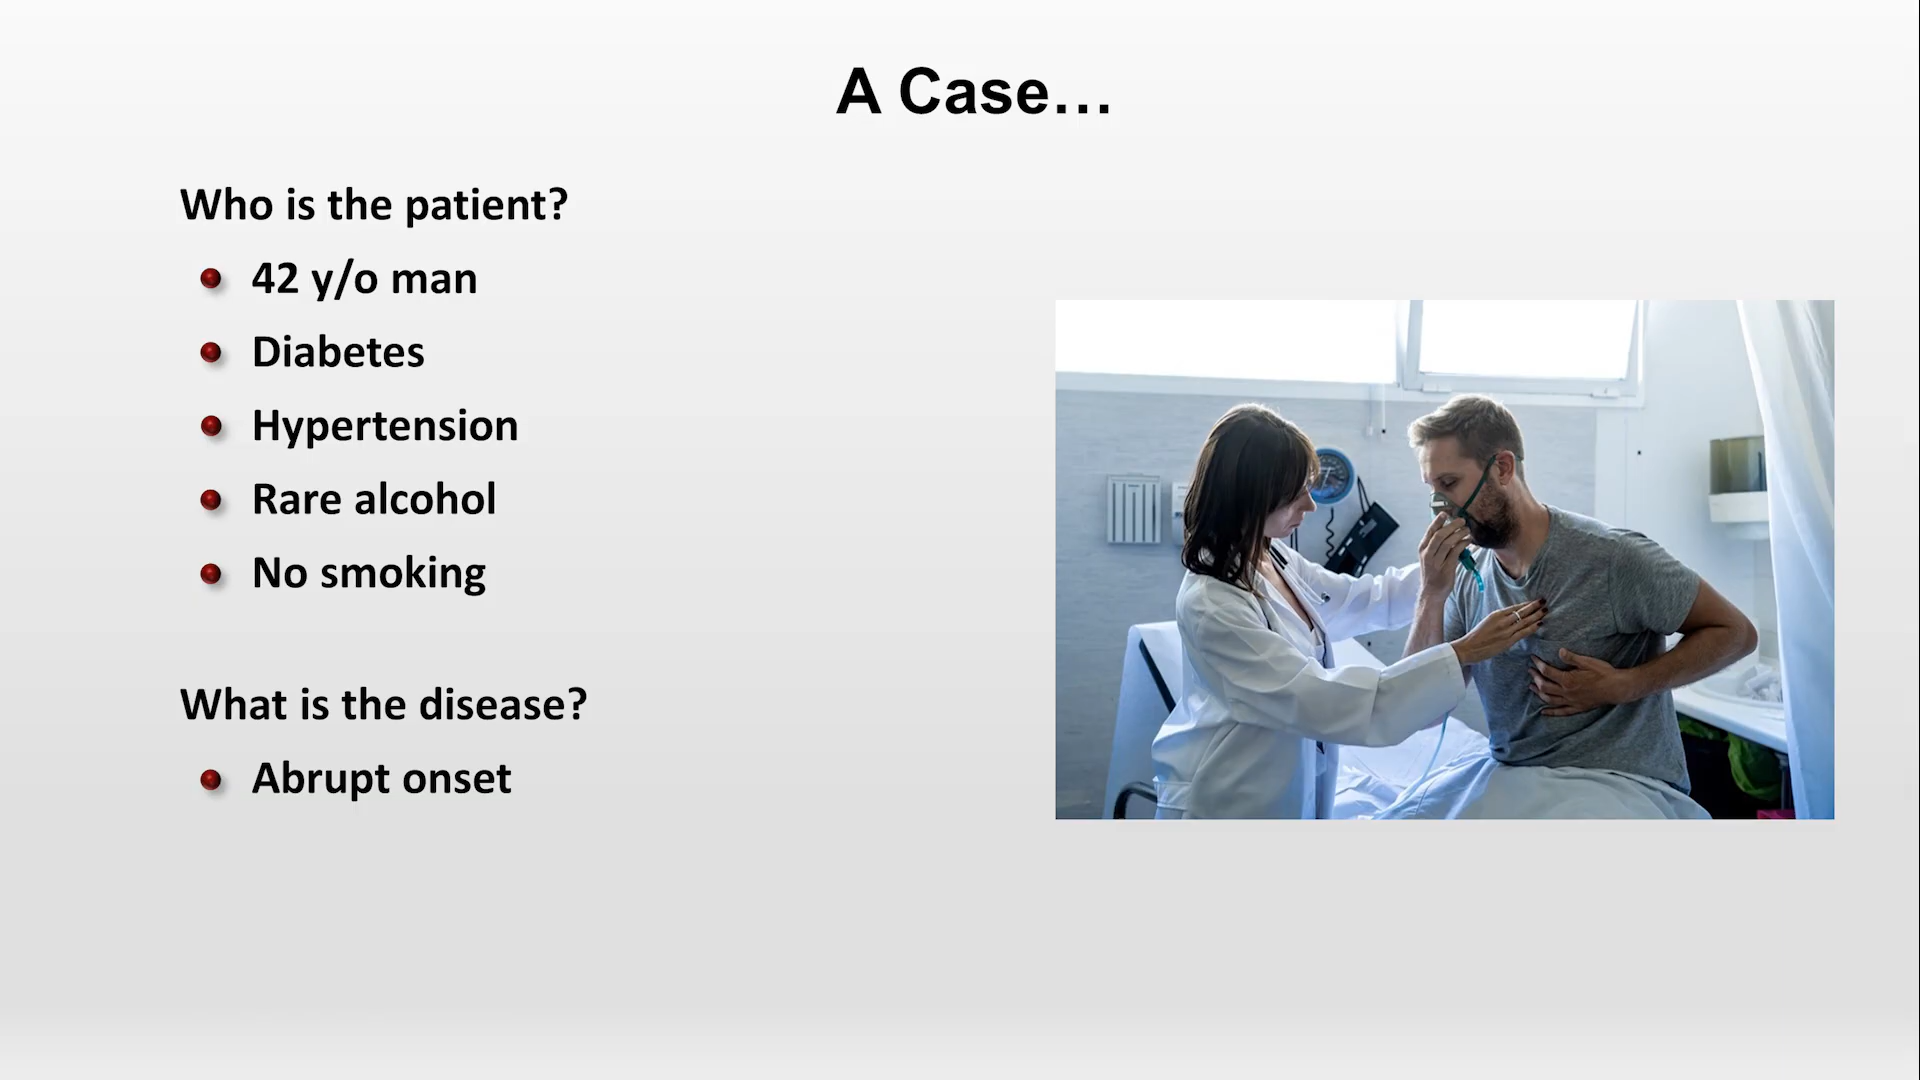 A Case...
Who is the patient?
42 y/o man
Diabetes
Hypertension
Rare alcohol
No smoking
What is the disease?
Abrupt onset